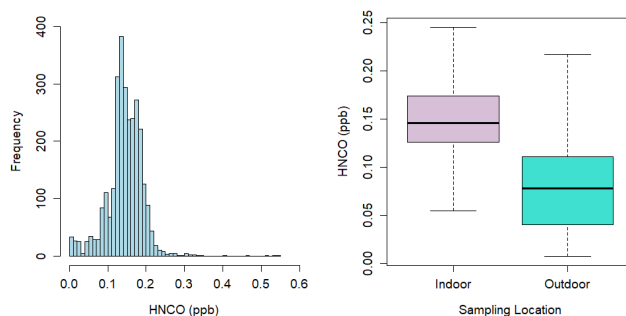 400
300
200
100
0
Frequency
0.0 0.1 0.2 0.3 0.4 0.5 0.6
HNCO (ppb)
0.25
0.20
0.15
0.10
0.05
0.00
HNCO (ppb)
Indoor Outdoor
Sampling Location